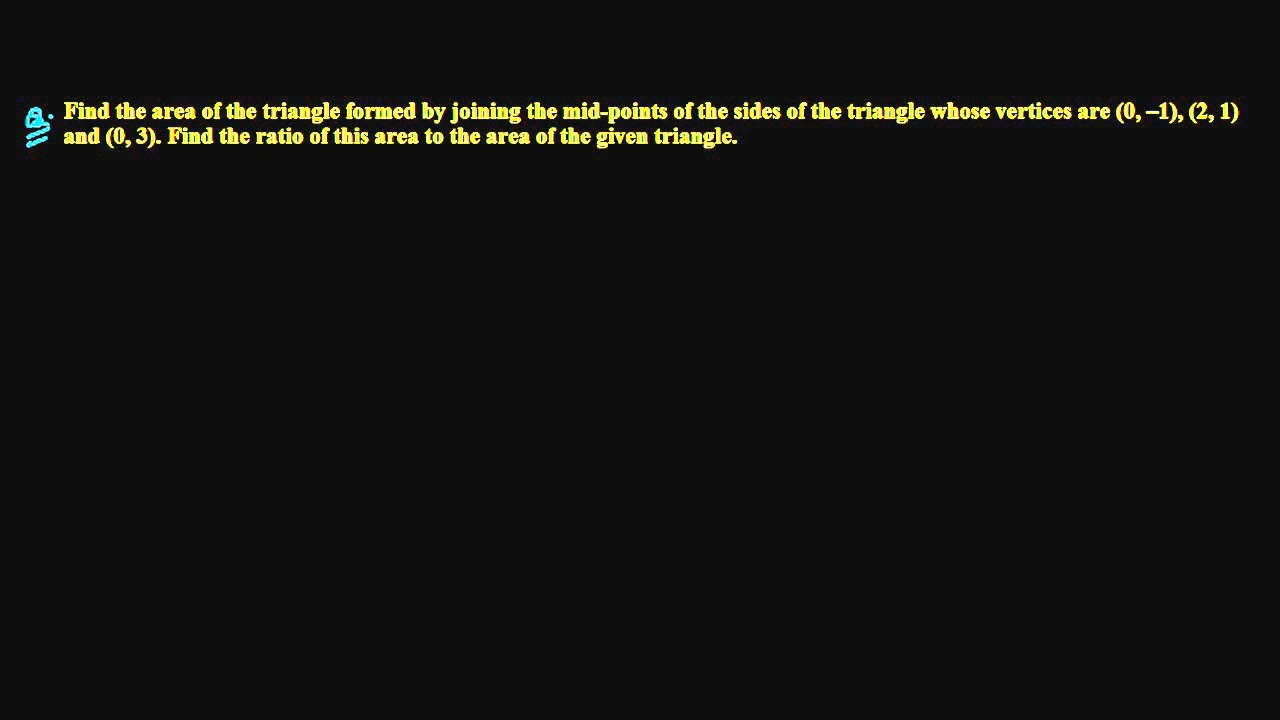 Q. Find the area of the triangle formed by joining the mid-points of the sides of the triangle whose vertices are (0, –1), (2, 1)
and (0, 3). Find the ratio of this area to the area of the given triangle.